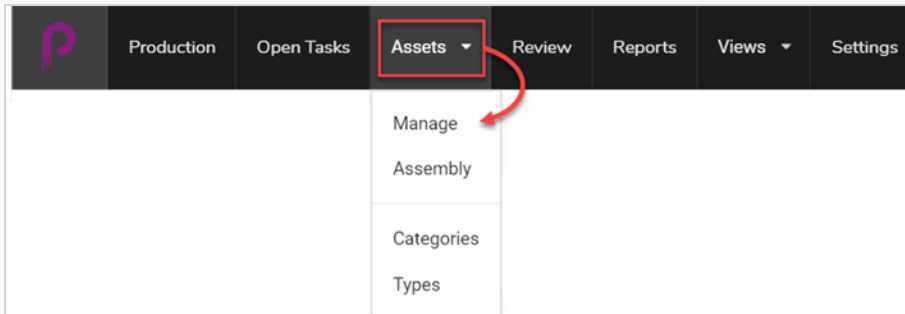 Production Open Tasks Assets Review Reports Views Settings
Manage
Assembly
Categories
Types